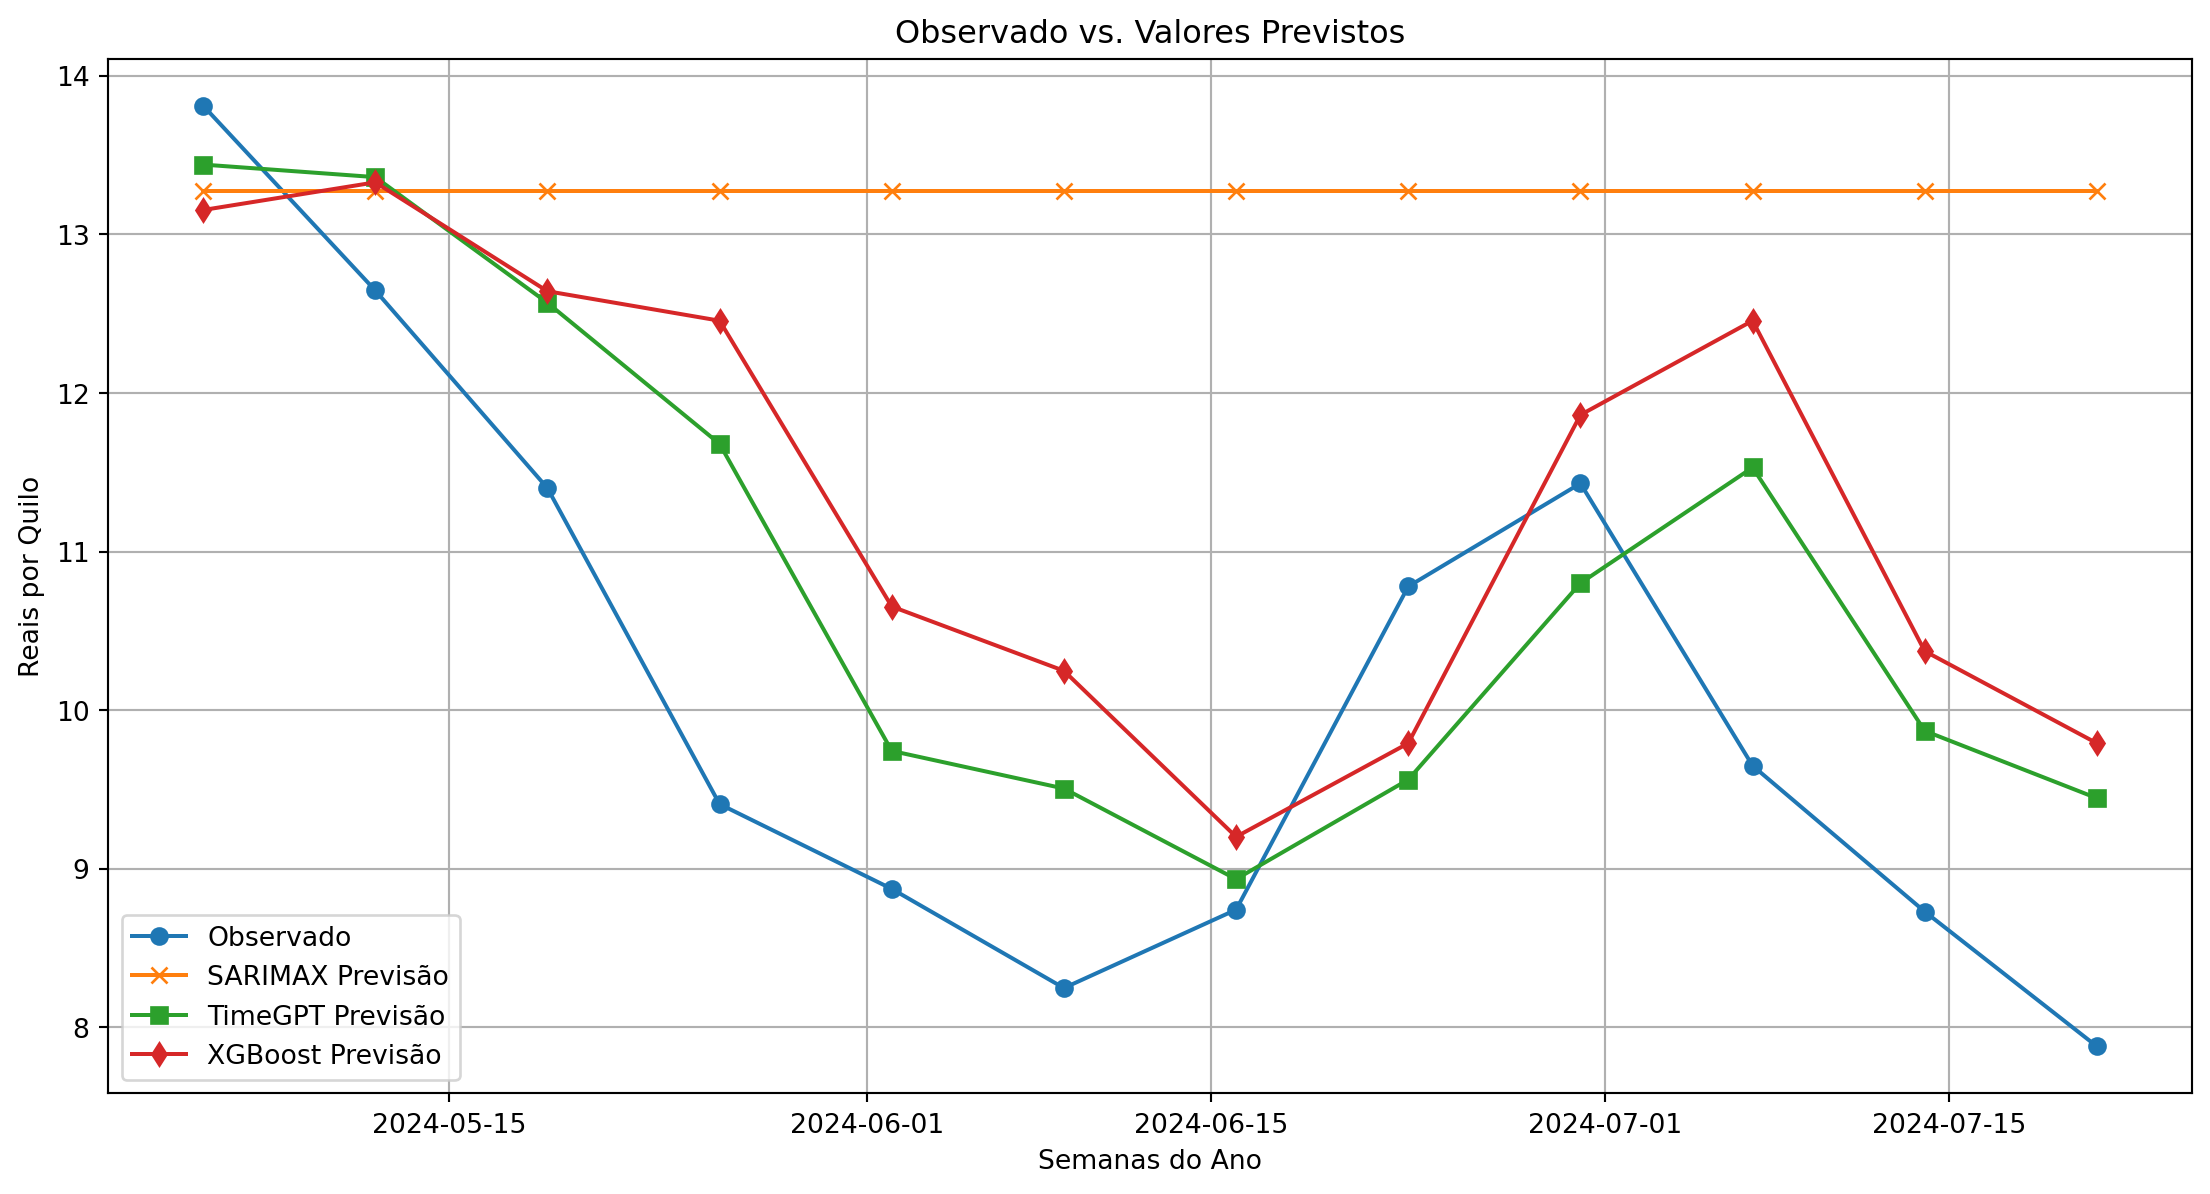 Observado vs. Valores Previstos
14
13
12
11
10
9
8
Reais por Quilo
Observado
SARIMAX Previsão
TimeGPT Previsão
XGBoost Previsão
2024-05-15
2024-06-01
2024-06-15
2024-07-01
2024-07-15
Semanas do Ano